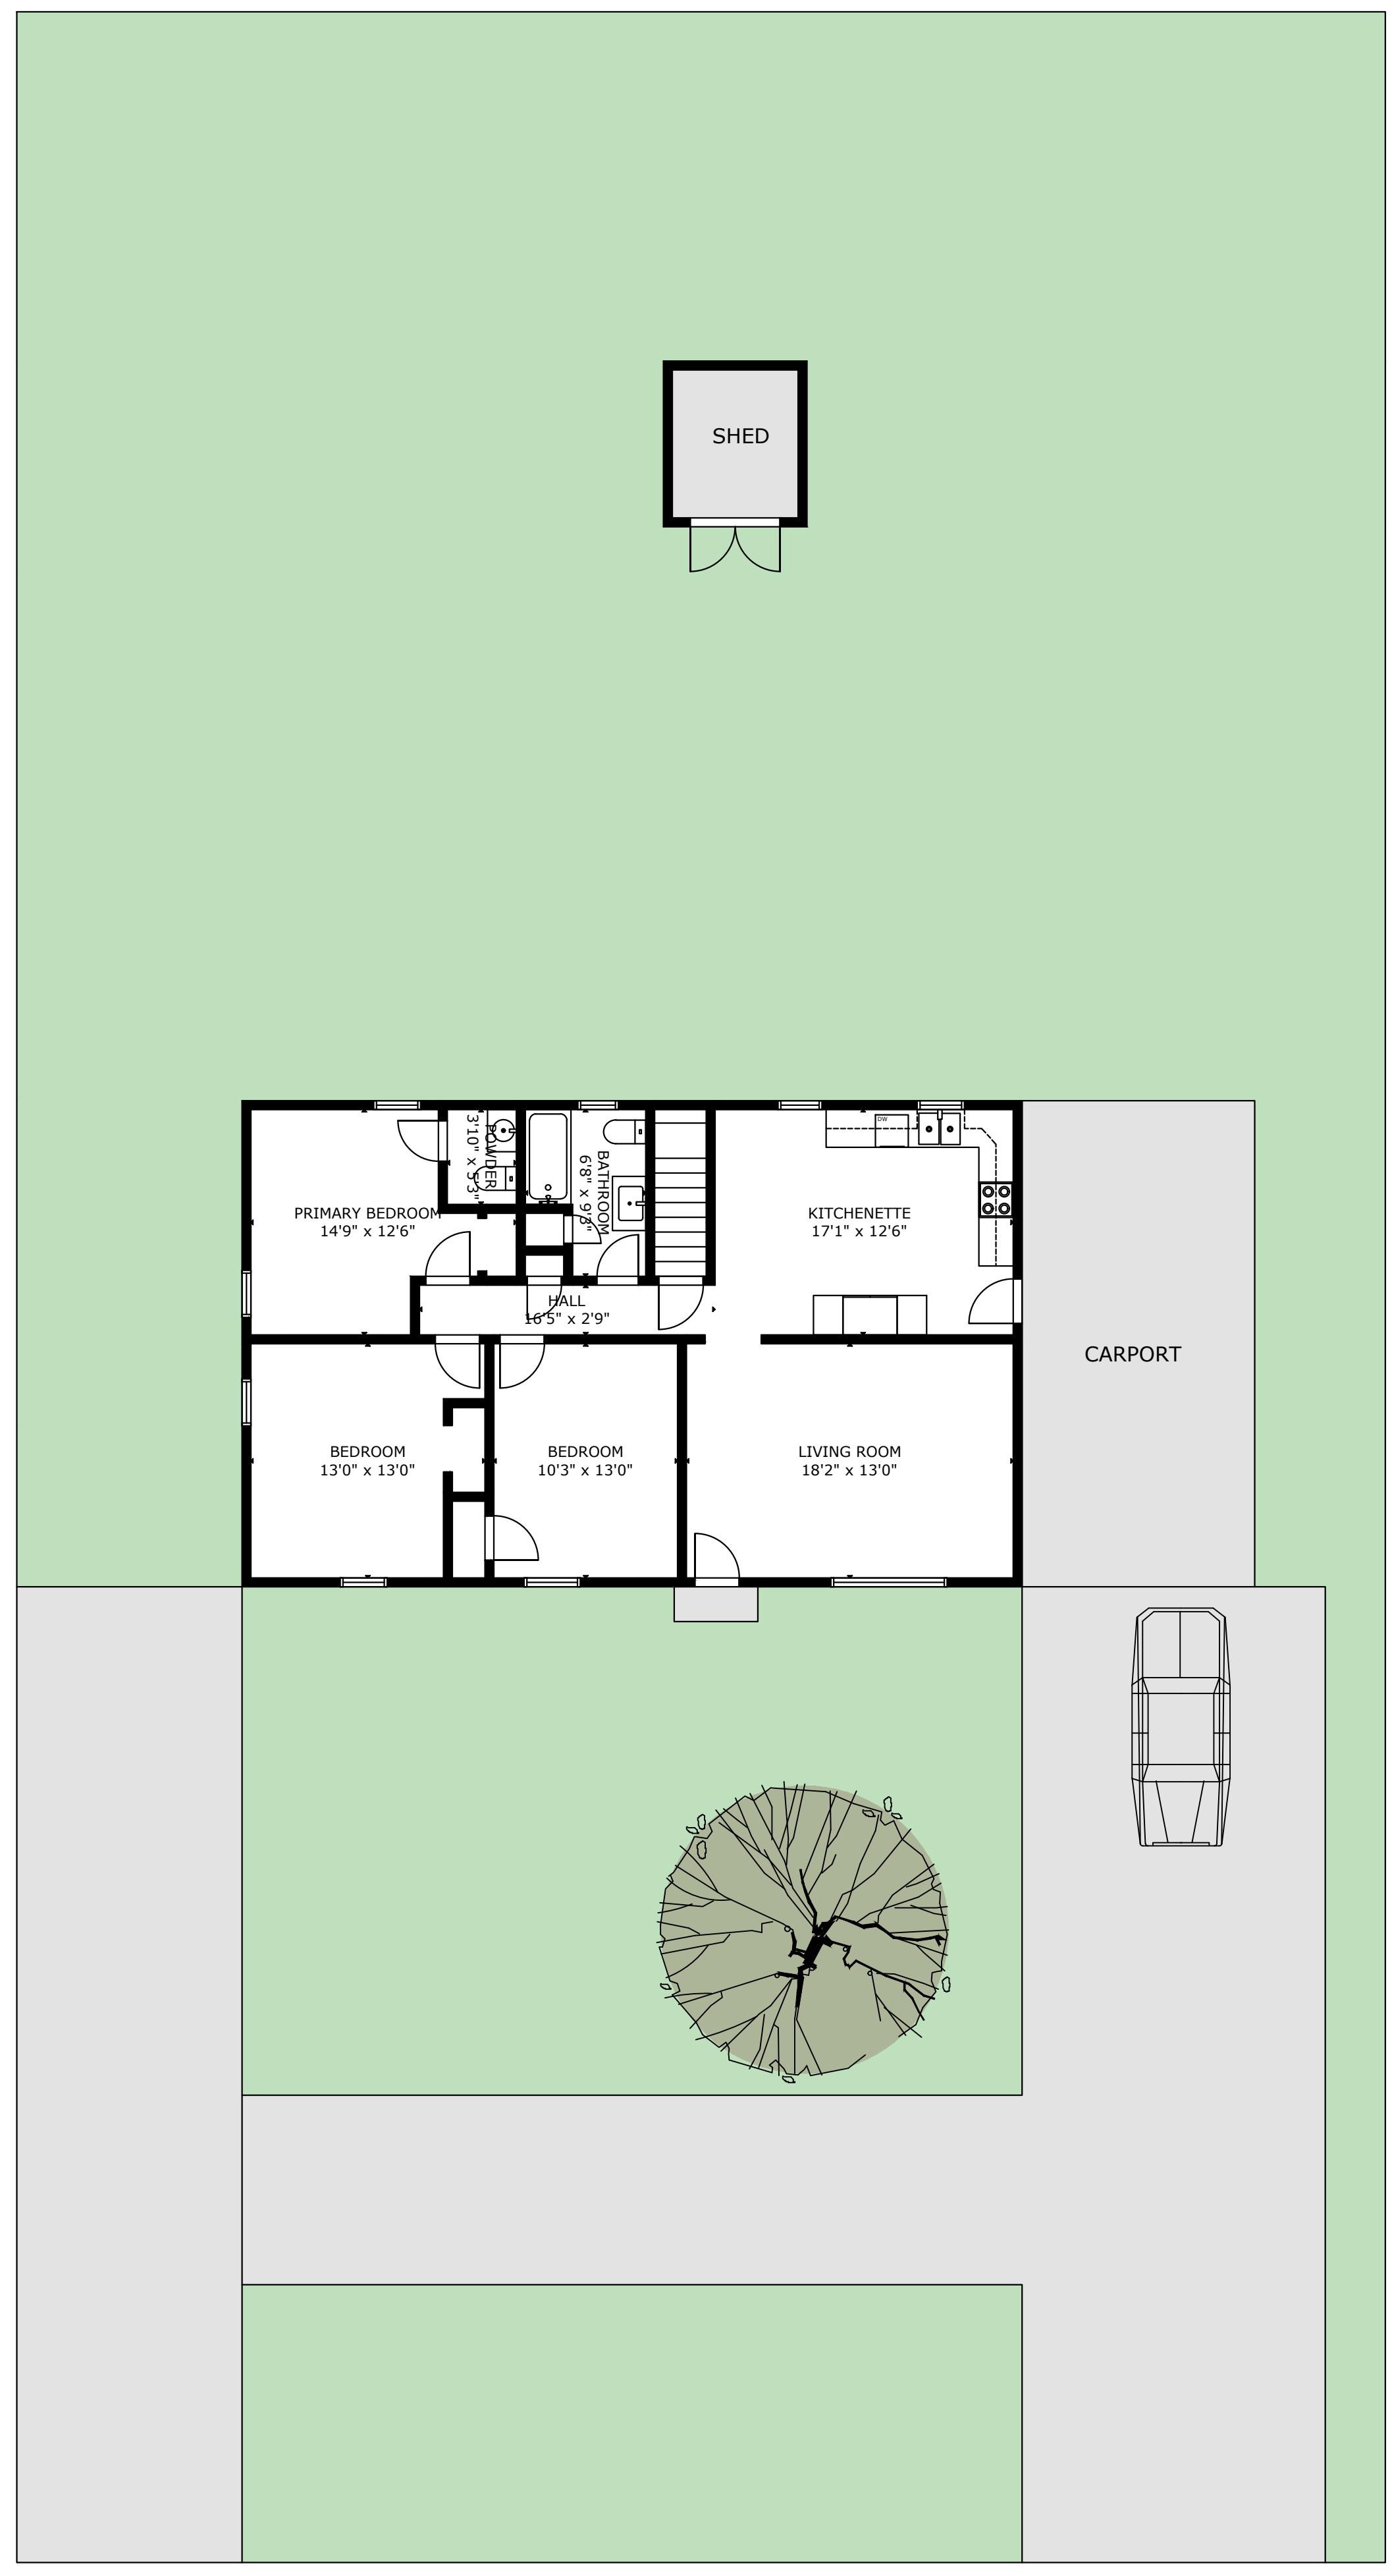 SHED
DW
POWDER
3'10" x 5'3"
BATHROOM
6'8" x 9'8"
PRIMARY BEDROOM
14'9" x 12'6"
KITCHENETTE
17'1" x 12'6"
HALL
16'5" x 2'9"
CARPORT
BEDROOM
13'0" x 13'0"
BEDROOM
10'3" x 13'0"
LIVING ROOM
18'2" x 13'0"